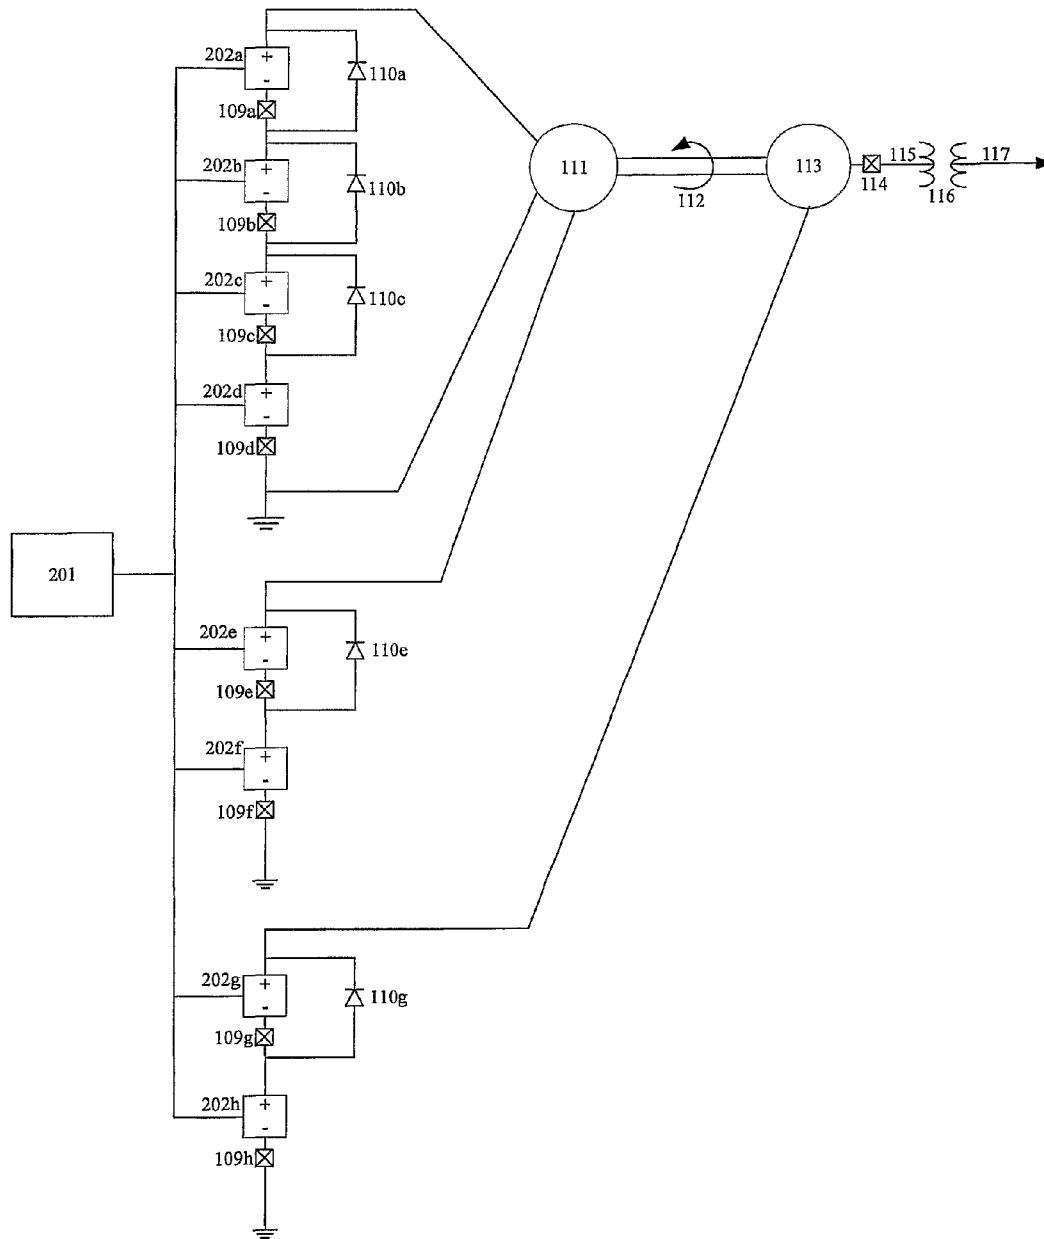 202a
+
-
110a
109a
202b
+
-
110b
109b
202c
+
-
110c
109c
202d
+
-
109d
111
112
113
114
115
116
117
201
202e
+
-
110e
109e
202f
+
-
109f
202g
+
-
110g
109g
202h
+
-
109h